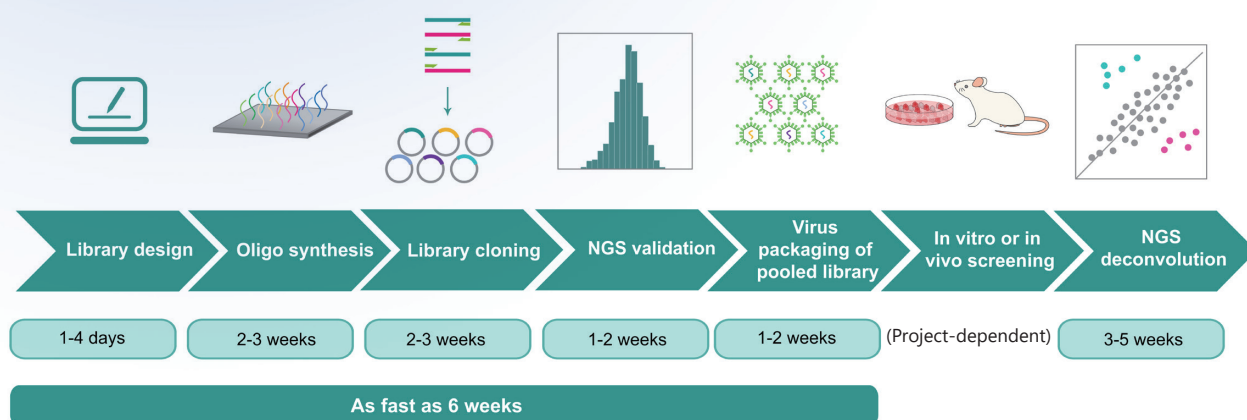 Library design
Oligo synthesis
Library cloning
NGS validation
Virus
packaging of
pooled library
In vitro or in
vivo screening
NGS
deconvolution
1-4 days
2-3 weeks
2-3 weeks
1-2 weeks
1-2 weeks
(Project-dependent)
3-5 weeks
As fast as 6 weeks